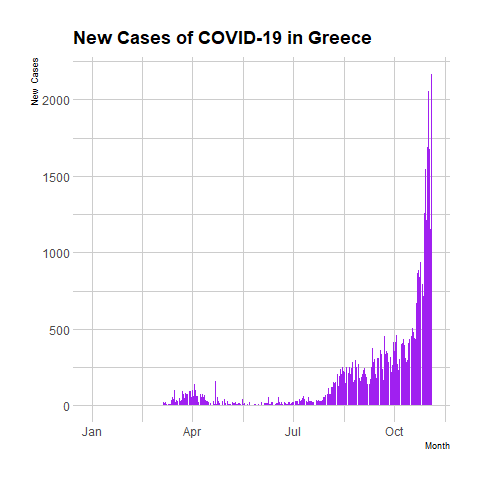 New Cases of COVID-19 in Greece
New Cases
2000
1500
1000
500
0
Jan Apr Jul Oct
Month